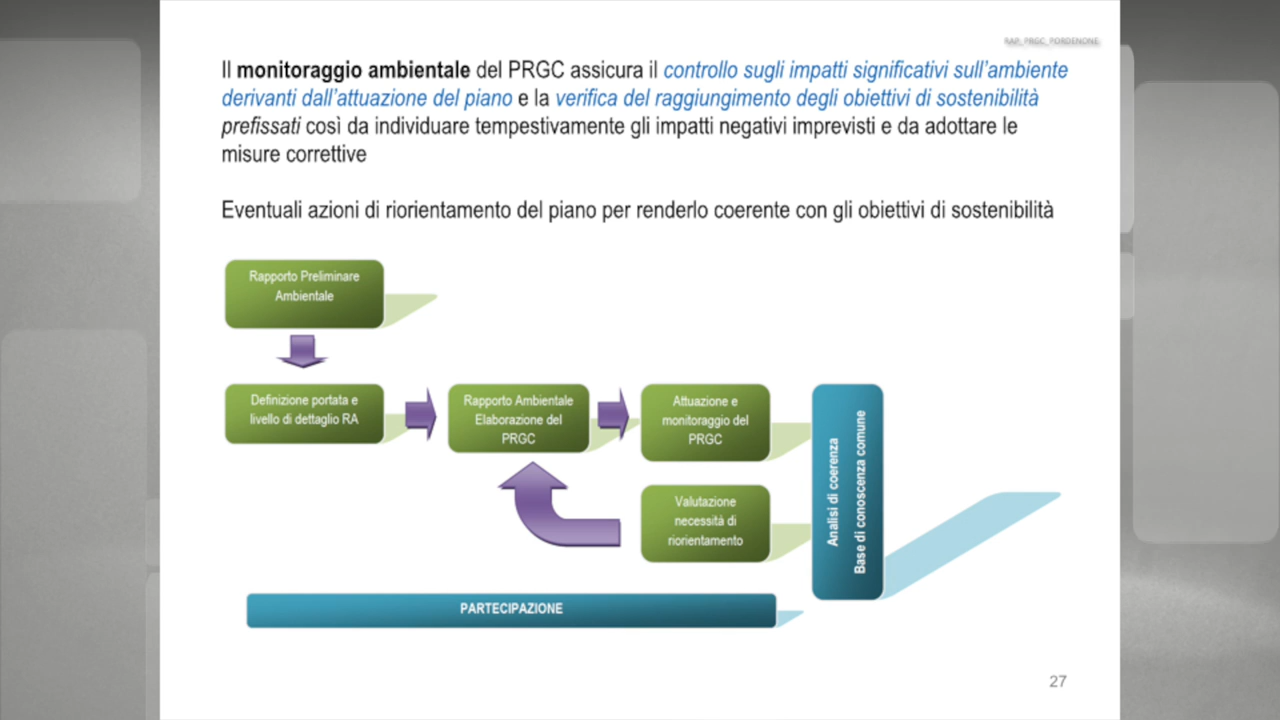 RAP_PRGC_PORDENONE
Il monitoraggio ambientale del PRGC assicura il controllo sugli impatti significativi sull'ambiente
derivanti dall'attuazione del piano e la verifica del raggiungimento degli obiettivi di sostenibilità
prefissati così da individuare tempestivamente gli impatti negativi imprevisti e da adottare le
misure correttive
Eventuali azioni di riorientamento del piano per renderlo coerente con gli obiettivi di sostenibilità
Rapporto Preliminare
Ambientale
Definizione portata e
livello di dettaglio RA
Rapporto Ambientale
Elaborazione del
PRGC
Attuazione e
monitoraggio del
PRGC
Valutazione
necessità di
riorientamento
Analisi di coerenza
Base di conoscenza comune
PARTECIPAZIONE
27